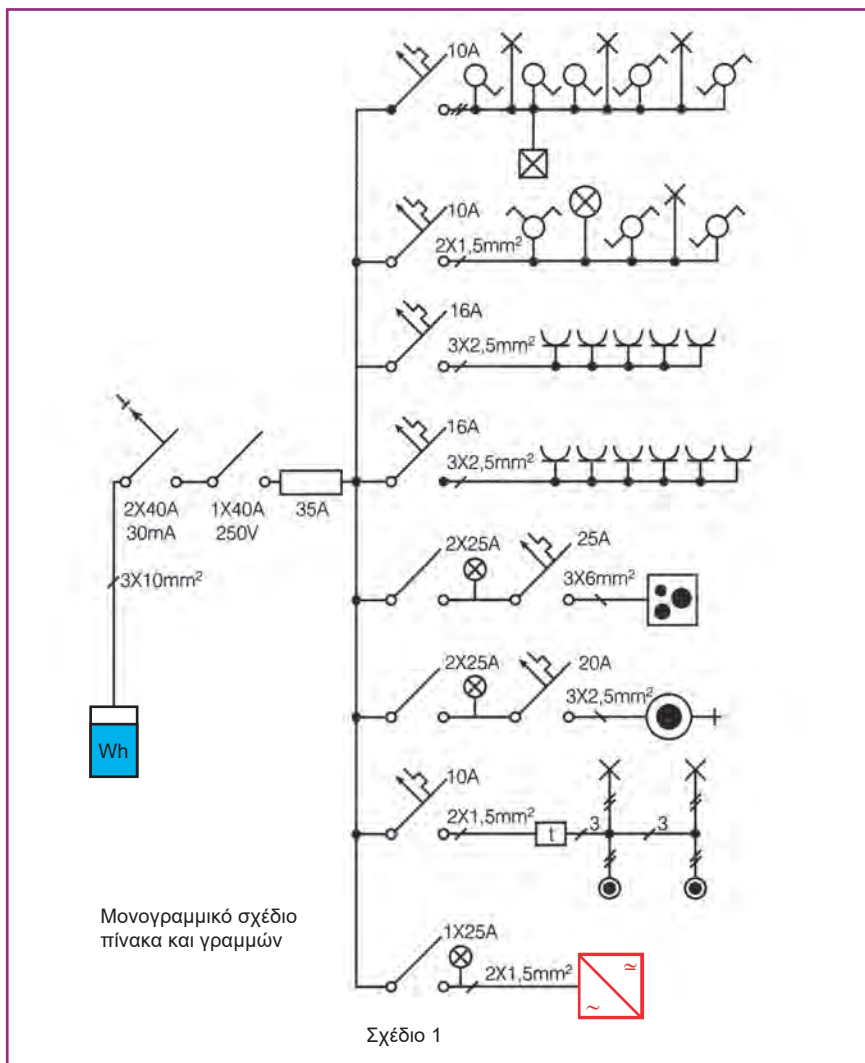 10A
10A
2X1,5mm²
16A
3X2,5mm²
16A
3X2,5mm²
2X40A
30mA
1X40A
250V
35A
3X10mm²
2X25A
25A
3X6mm²
2X25A
20A
3X2,5mm²
Wh
10A
2X1,5mm²
t
3
3
Μονογραμμικό σχέδιο
πίνακα και γραμμών
1X25A
2X1,5mm²
≃
~
Σχέδιο 1